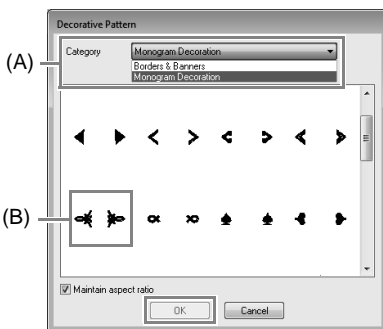 Decorative Pattern
(A)
Category Monogram Decoration
Borders & Banners
Monogram Decoration
(B)
Maintain aspect ratio
OK Cancel